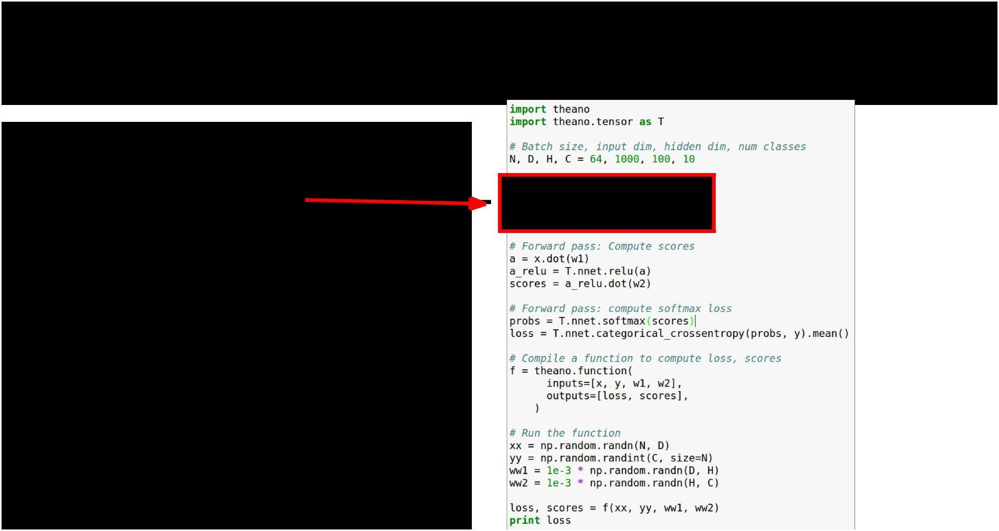 import theano
import theano.tensor as T
# Batch size, input dim, hidden dim, num classes
N, D, H, C = 64, 1000, 100, 10
# Forward pass: Compute scores
a = x.dot(w1)
a_relu = T.nnet.relu(a)
scores = a_relu.dot(w2)
# Forward pass: compute softmax loss
probs = T.nnet.softmax(scores)
loss = T.nnet.categorical_crossentropy(probs, y).mean()
# Compile a function to compute loss, scores
f = theano.function(
inputs=[x, y, w1, w2],
outputs=[loss, scores],
)
# Run the function
xx = np.random.randn(N, D)
yy = np.random.randint(C, size=N)
ww1 = 1e-3 * np.random.randn(D, H)
ww2 = 1e-3 * np.random.randn(H, C)
loss, scores = f(xx, yy, ww1, ww2)
print loss